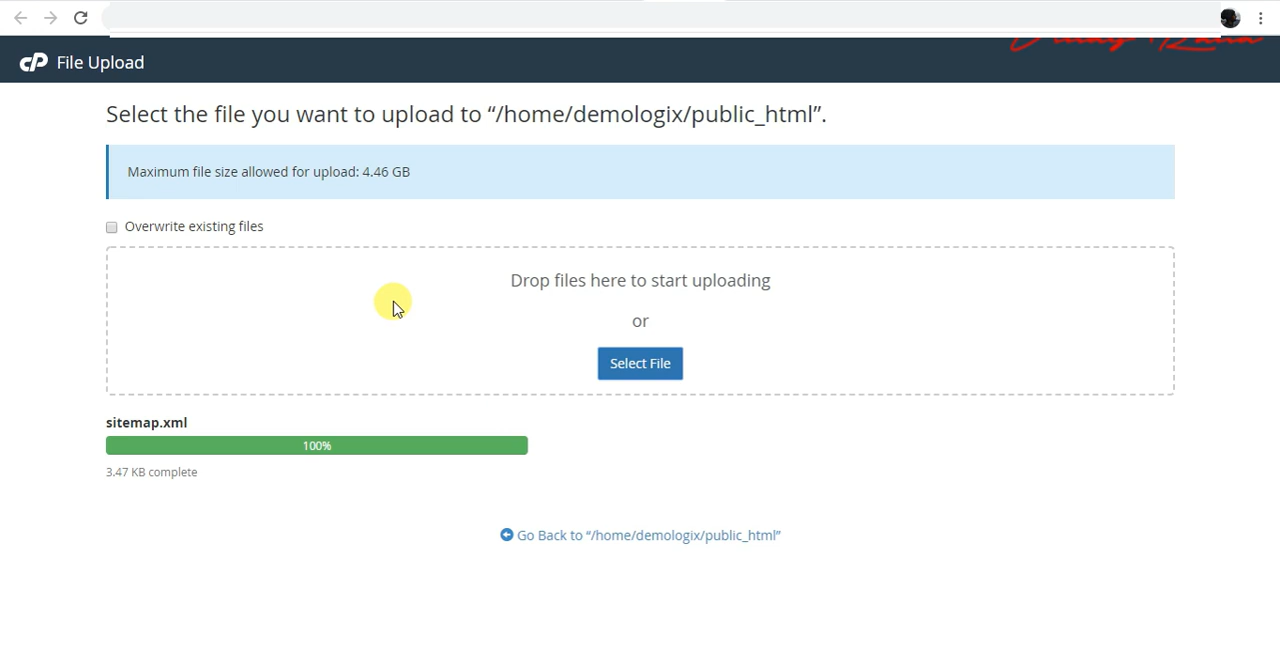 cP File Upload
Select the file you want to upload to “/home/demologix/public_html”.
Maximum file size allowed for upload: 4.46 GB
Overwrite existing files
Drop files here to start uploading
or
Select File
sitemap.xml
100%
3.47 KB complete
Go Back to “/home/demologix/public_html”